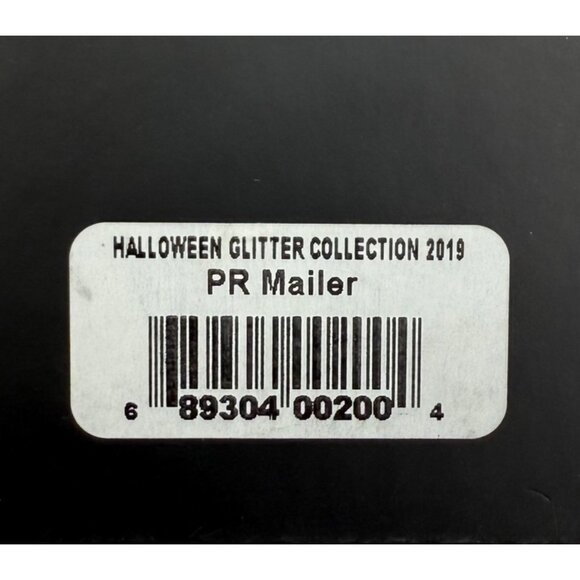 HALLOWEEN GLITTER COLLECTION 2019
PR Mailer
6 89304 00200 4